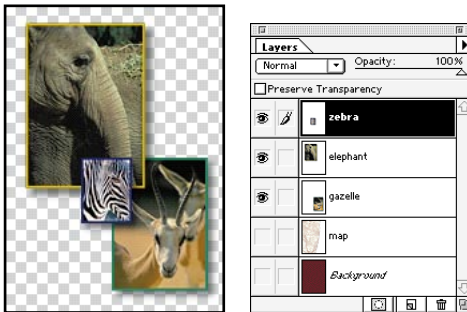 Layers
Normal Opacity: 100%
Preserve Transparency
zebra
elephant
gazelle
map
Background